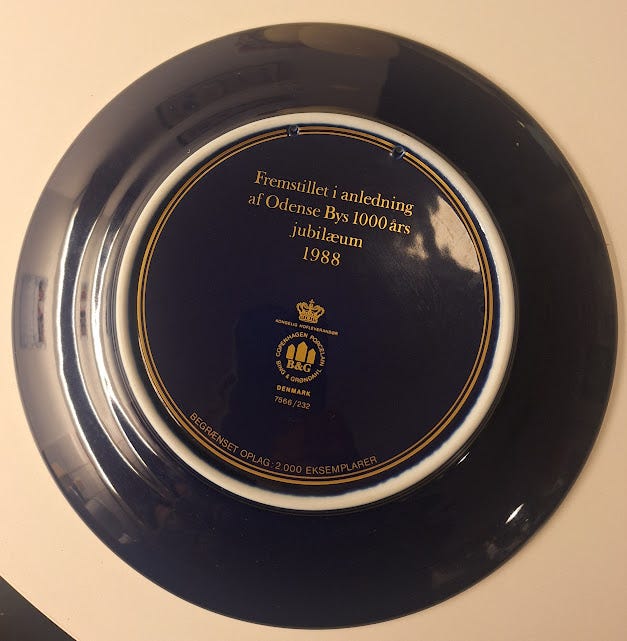 Fremstillet i anledning
af Odense Bys 1000 års
jubilæum
1988
KONGELIG HOFLEVERANDØR
COPENHAGEN PORCELAIN
B&G
BING & GRØNDAHL
DENMARK
7566/232
BEGRÆNSET OPLAG: 2.000 EKSEMPLARER